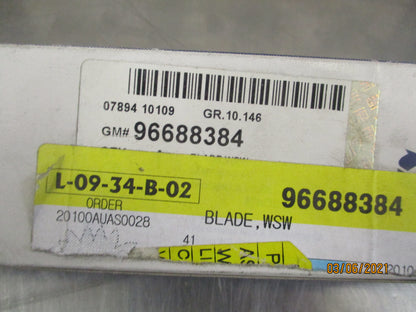 07894 10109 GR.10.146
GM# 96688384
L-09-34-B-02 96688384
ORDER
20100AUAS0028 BLADE,WSW
41
03/06/2021